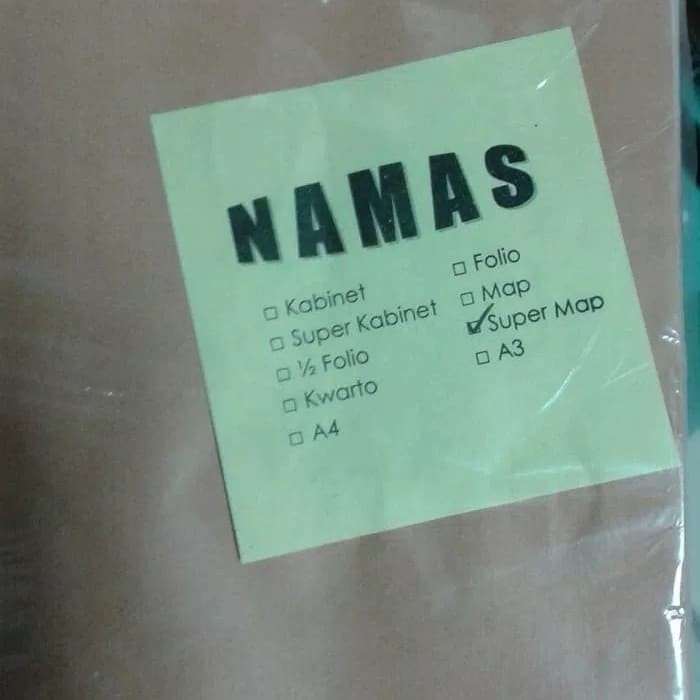 NAMAS
□ Kabinet
□ Super Kabinet
□ ½ Folio
□ Kwarto
□ A4
□ Folio
□ Map
☑ Super Map
□ A3